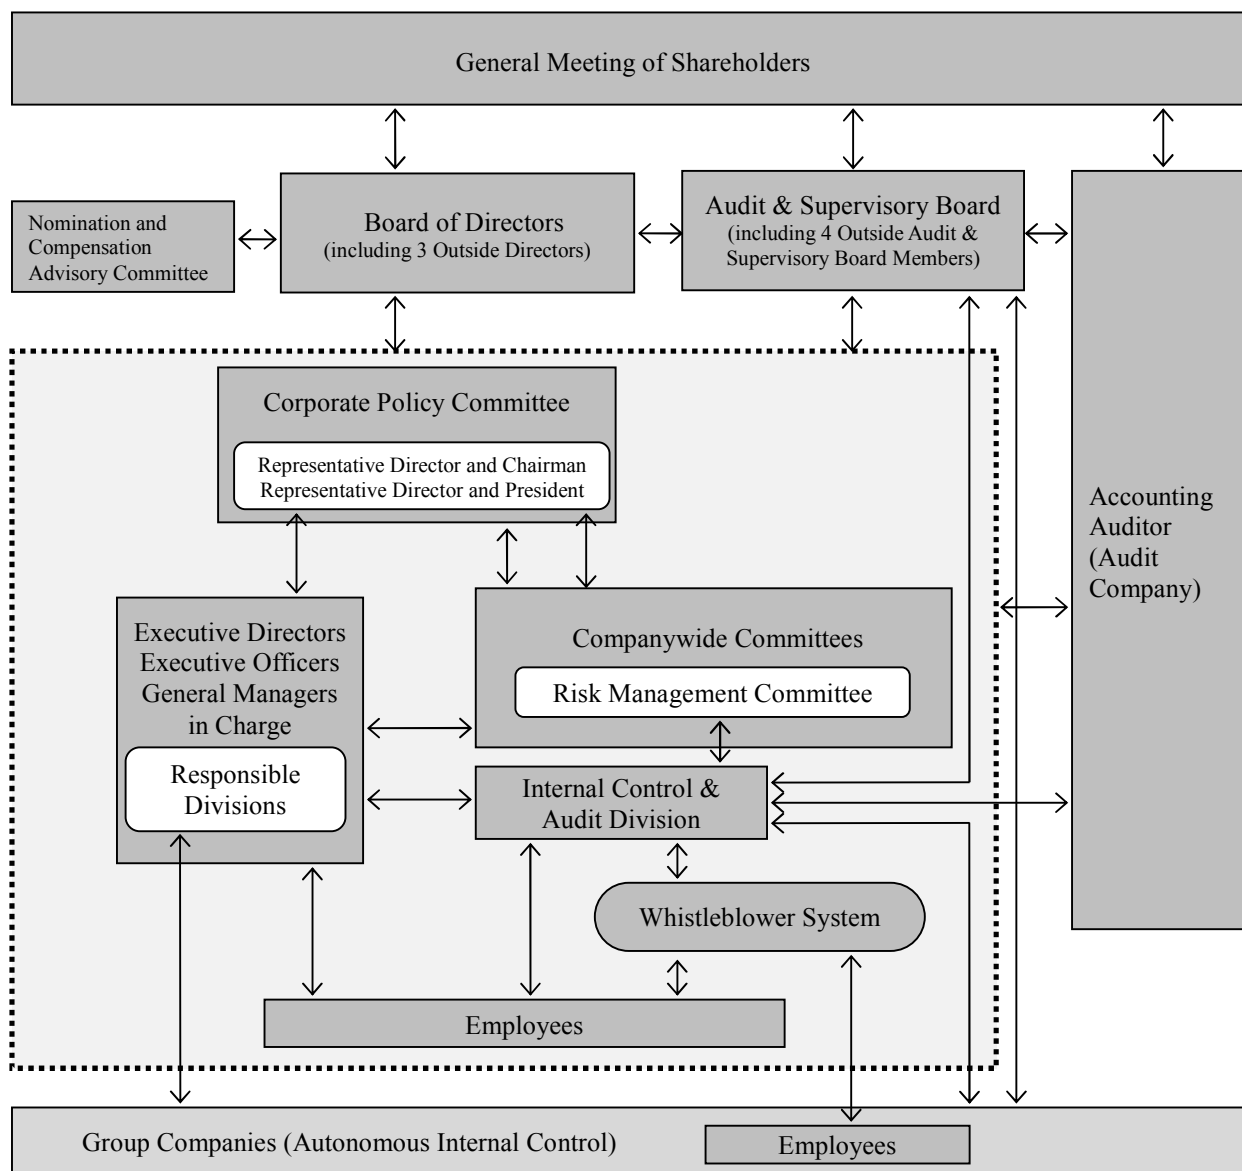 General Meeting of Shareholders
Nomination and
Compensation
Advisory Committee
Board of Directors
(including 3 Outside Directors)
Audit & Supervisory Board
(including 4 Outside Audit &
Supervisory Board Members)
Corporate Policy Committee
Representative Director and Chairman
Representative Director and President
Accounting
Auditor
(Audit
Company)
Executive Directors
Executive Officers
General Managers
in Charge
Responsible
Divisions
Companywide Committees
Risk Management Committee
Internal Control &
Audit Division
Whistleblower System
Employees
Group Companies (Autonomous Internal Control)
Employees